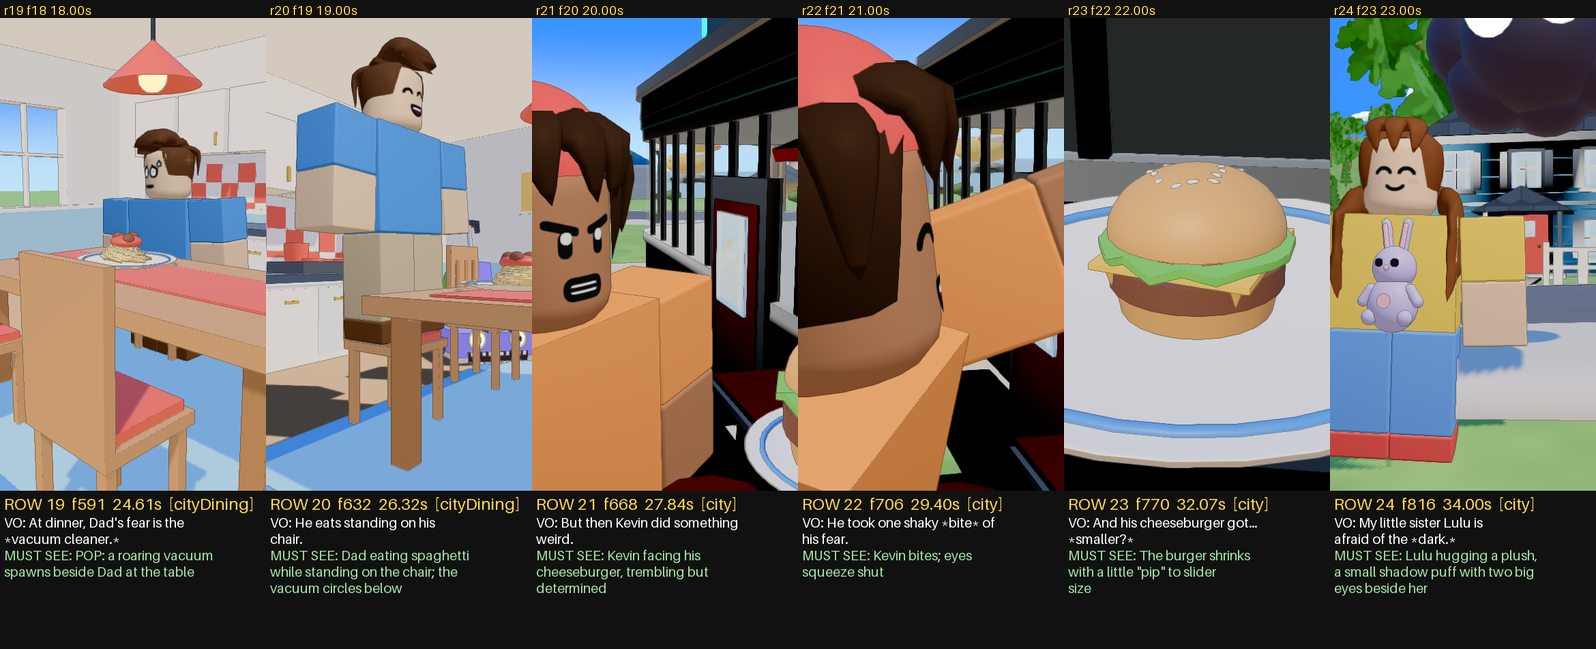 r19 f18 18.00s
r20 f19 19.00s
r21 f20 20.00s
r22 f21 21.00s
r23 f22 22.00s
r24 f23 23.00s
ROW 19 f591 24.61s [cityDining]
VO: At dinner, Dad's fear is the
*vacuum cleaner.*
MUST SEE: POP: a roaring vacuum
spawns beside Dad at the table
ROW 20 f632 26.32s [cityDining]
VO: He eats standing on his
chair.
MUST SEE: Dad eating spaghetti
while standing on the chair; the
vacuum circles below
ROW 21 f668 27.84s [city]
VO: But then Kevin did something
weird.
MUST SEE: Kevin facing his
cheeseburger, trembling but
determined
ROW 22 f706 29.40s [city]
VO: He took one shaky *bite* of
his fear.
MUST SEE: Kevin bites; eyes
squeeze shut
ROW 23 f770 32.07s [city]
VO: And his cheeseburger got...
*smaller?*
MUST SEE: The burger shrinks
with a little "pip" to slider
size
ROW 24 f816 34.00s [city]
VO: My little sister Lulu is
afraid of the *dark.*
MUST SEE: Lulu hugging a plush,
a small shadow puff with two big
eyes beside her